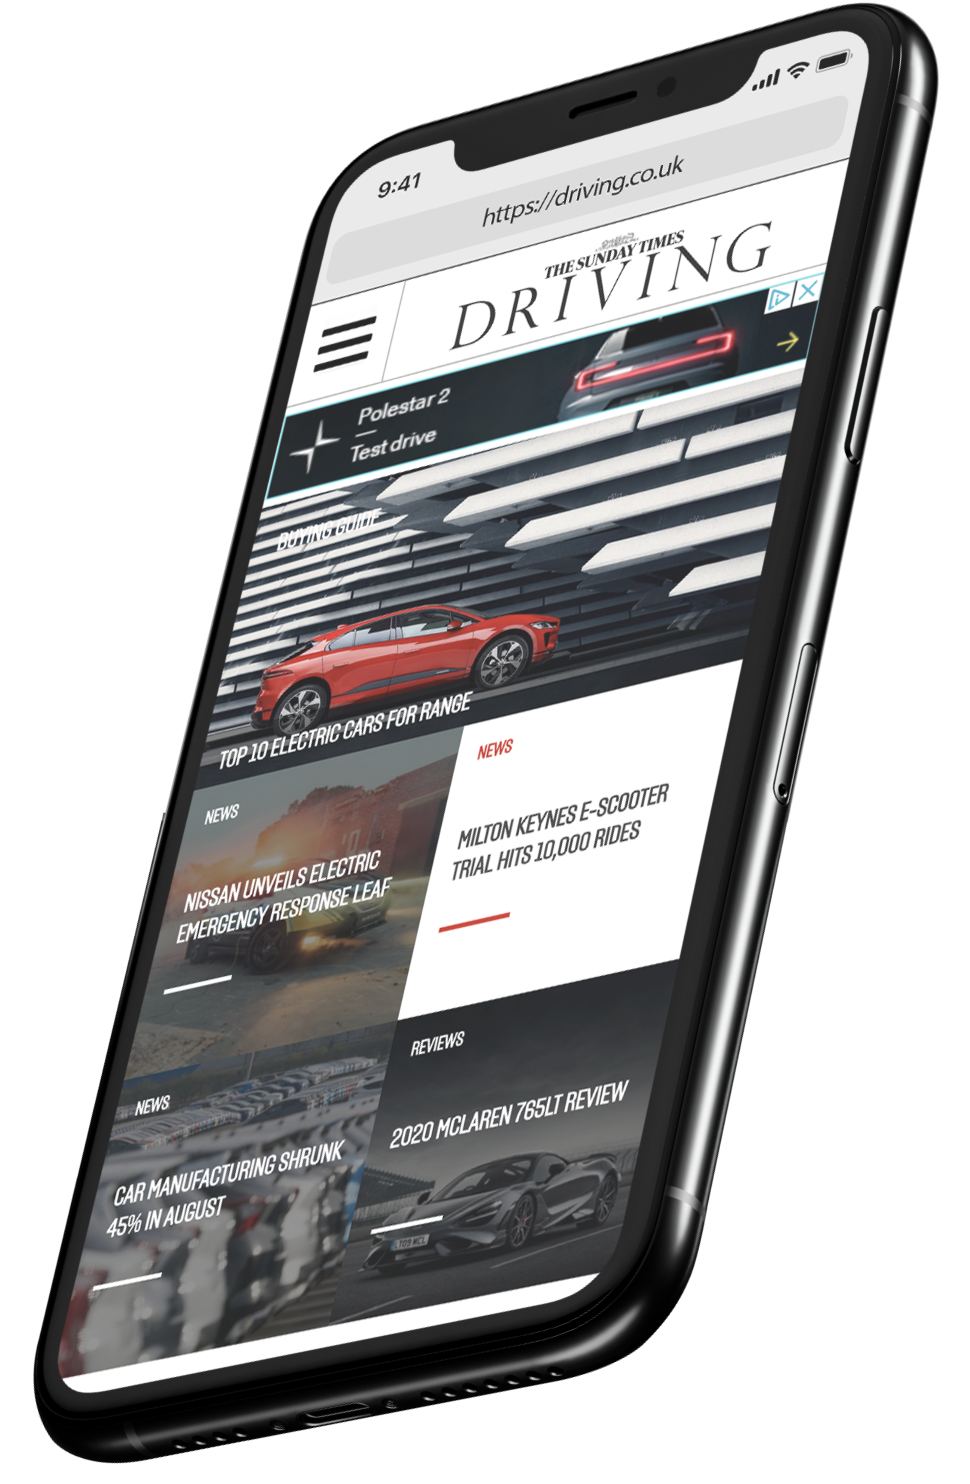 9:41
https://driving.co.uk
THE SUNDAY TIMES
DRIVING
Polestar 2
Test drive
BUYING GUIDE
TOP 10 ELECTRIC CARS FOR RANGE
NEWS
NISSAN UNVEILS ELECTRIC
EMERGENCY RESPONSE LEAF
NEWS
MILTON KEYNES E-SCOOTER
TRIAL HITS 10,000 RIDES
NEWS
CAR MANUFACTURING SHRUNK
45% IN AUGUST
REVIEWS
2020 MCLAREN 765LT REVIEW
LT09 MCL